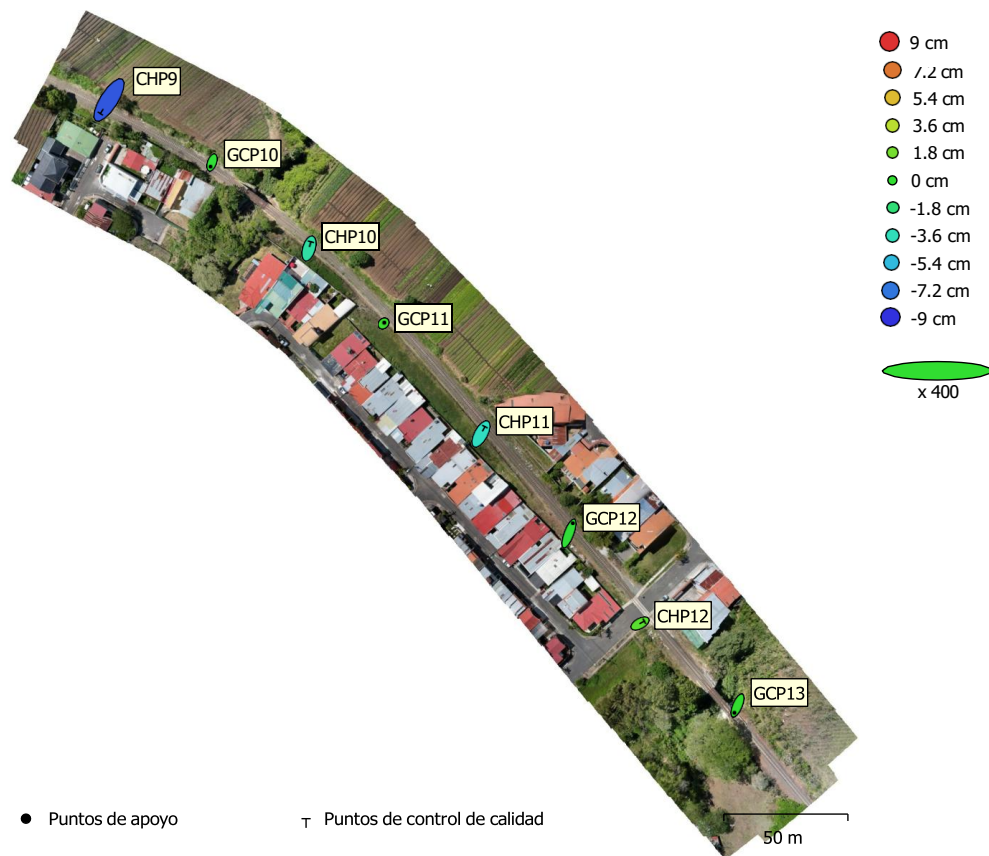 CHP9
GCP10
CHP10
GCP11
CHP11
GCP12
CHP12
GCP13
9 cm
7.2 cm
5.4 cm
3.6 cm
1.8 cm
0 cm
-1.8 cm
-3.6 cm
-5.4 cm
-7.2 cm
-9 cm
x 400
Puntos de apoyo
Puntos de control de calidad
50 m